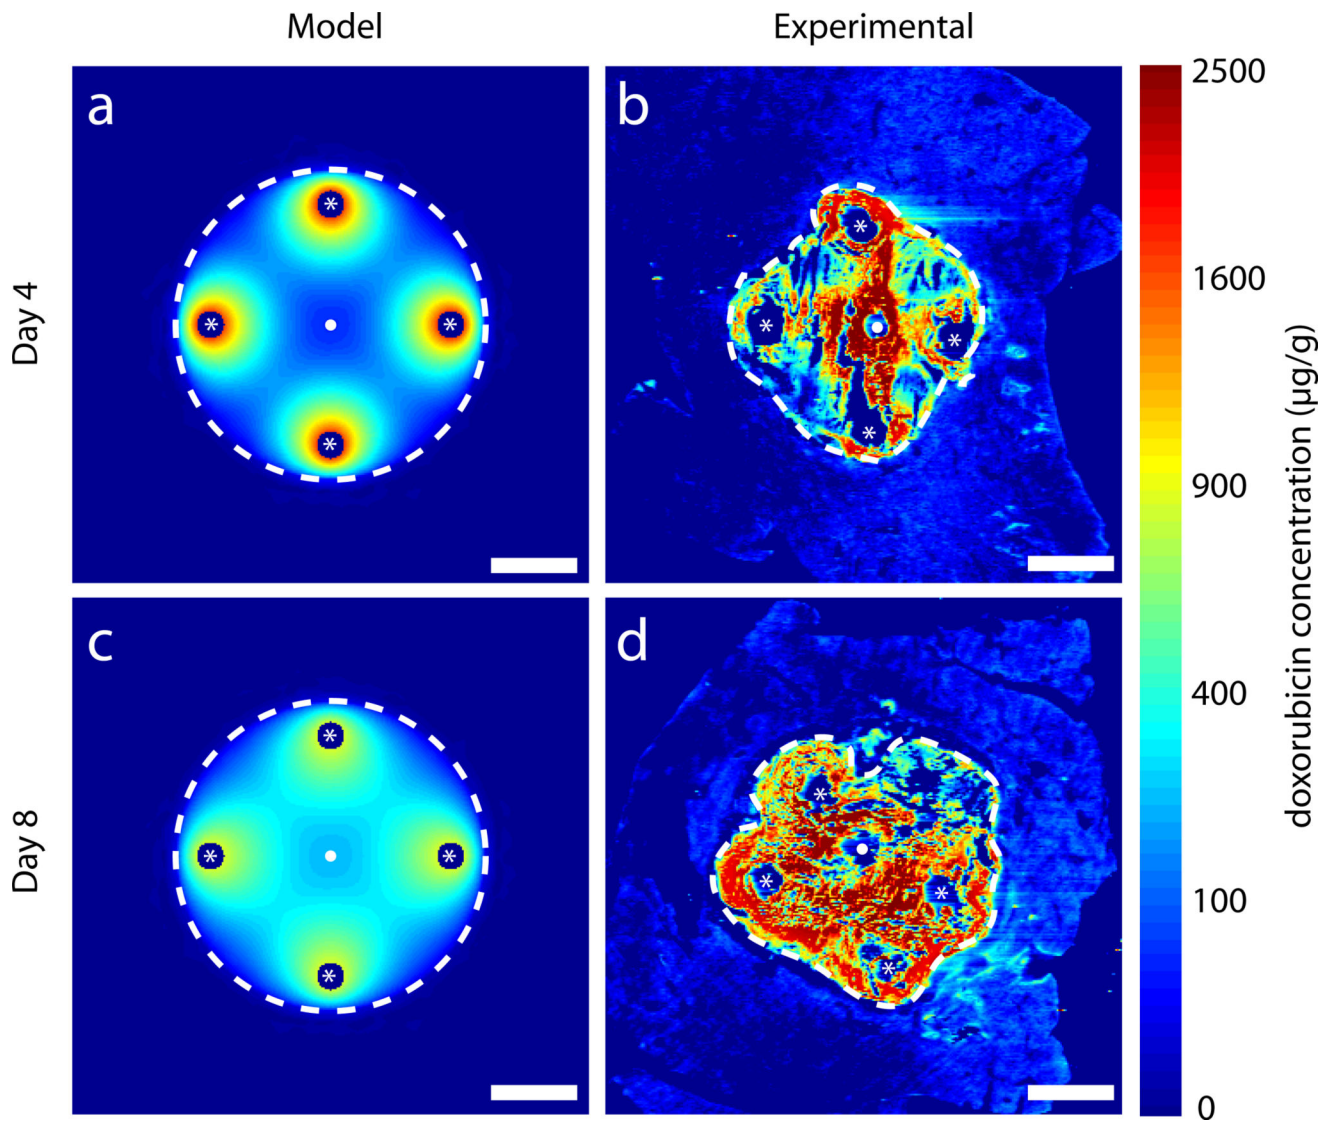 Model
Experimental
Day 4
a
*
*
*
*
b
*
*
*
*
Day 8
c
*
*
*
*
d
*
*
*
*
2500
1600
900
400
100
0
doxorubicin concentration (µg/g)